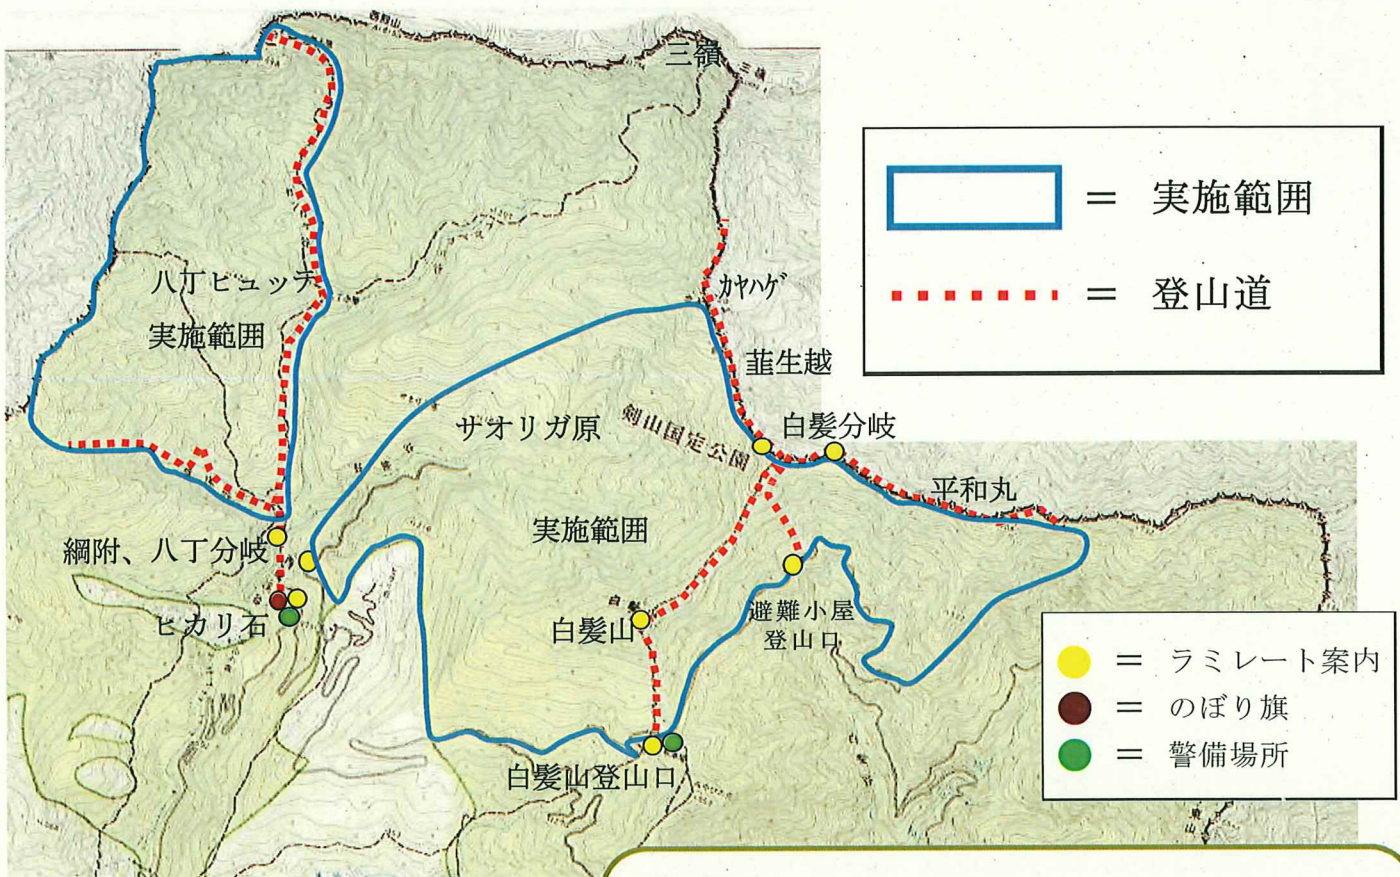 三嶺
三嶺
カヤハゲ
八丁ヒュッテ
実施範囲
韮生越
サオリガ原
剣山国定公園
白髪分岐
平和丸
実施範囲
綱附、八丁分岐
ヒカリ石
白髪山
避難小屋
登山口
白髪山登山口
＝ 実施範囲
＝ 登山道
＝ ラミレート案内
＝ のぼり旗
＝ 警備場所